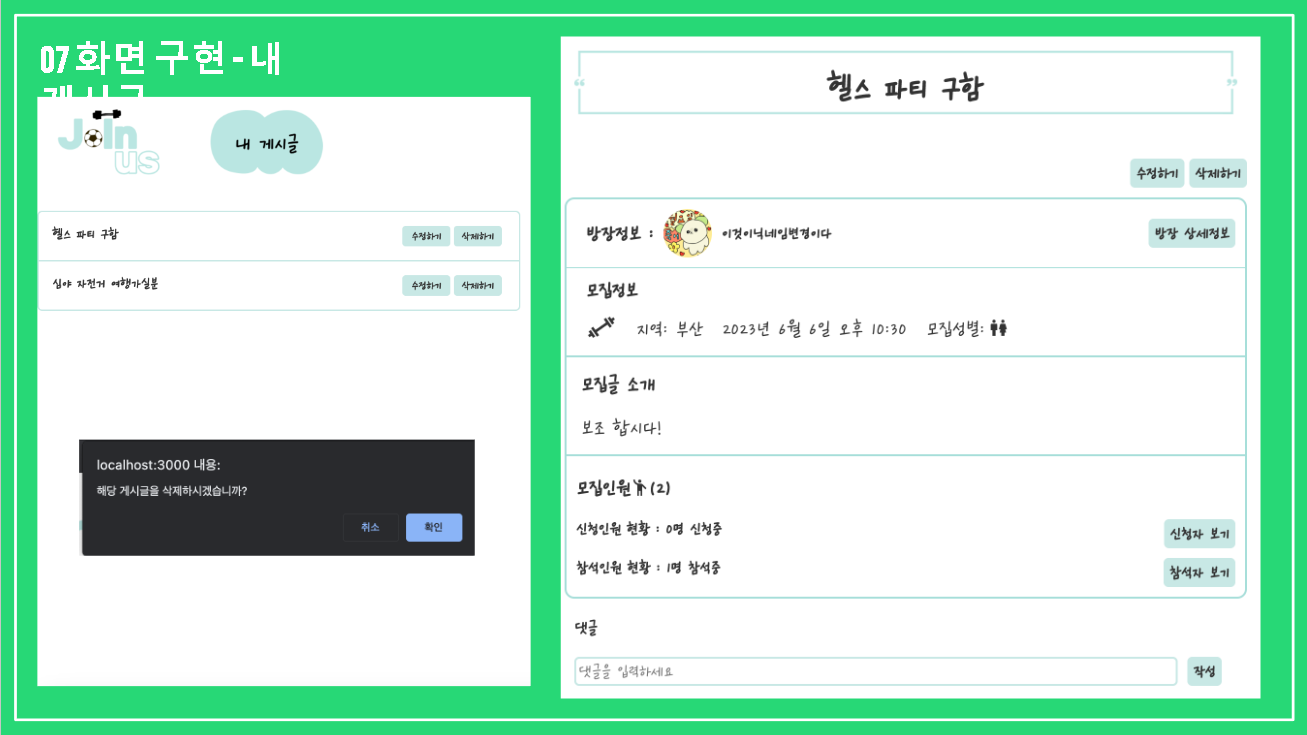 07 화면 구현 - 내
게시글
JoIn
us
내 게시글
헬스 파티 구함
수정하기 삭제하기
심야 자전거 여행가실분
수정하기 삭제하기
localhost:3000 내용:
해당 게시글을 삭제하시겠습니까?
취소 확인
“ 헬스 파티 구함 ”
수정하기 삭제하기
방장정보 : 이것이닉네임변경이다 방장 상세정보
모집정보
지역: 부산 2023년 6월 6일 오후 10:30 모집성별:
모집글 소개
보조 합시다!
모집인원 (2)
신청인원 현황 : 0명 신청중 신청자 보기
참석인원 현황 : 1명 참석중 참석자 보기
댓글
댓글을 입력하세요 작성